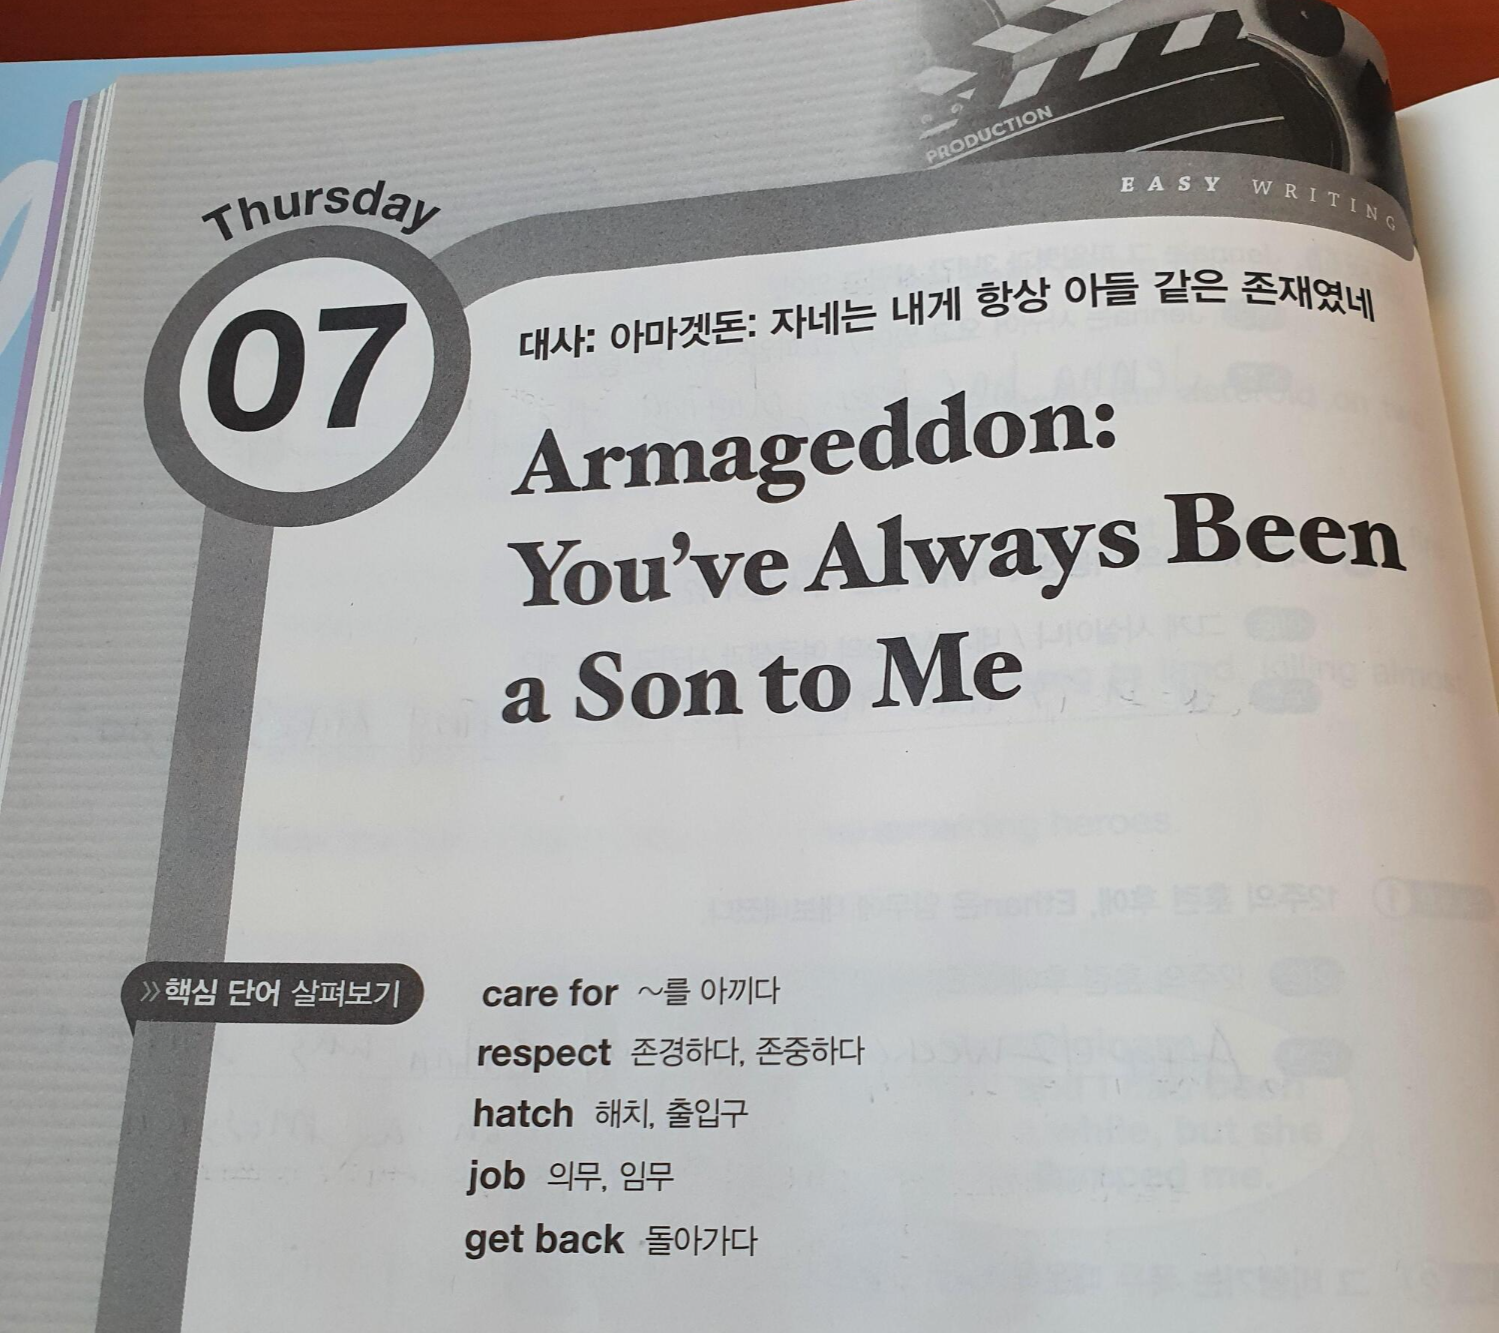 PRODUCTION
EASY WRITING
Thursday
07
대사: 아마겟돈: 자네는 내게 항상 아들 같은 존재였네
Armageddon:
You've Always Been
a Son to Me
»핵심 단어 살펴보기
care for ~를 아끼다
respect 존경하다, 존중하다
hatch 해치, 출입구
job 의무, 임무
get back 돌아가다